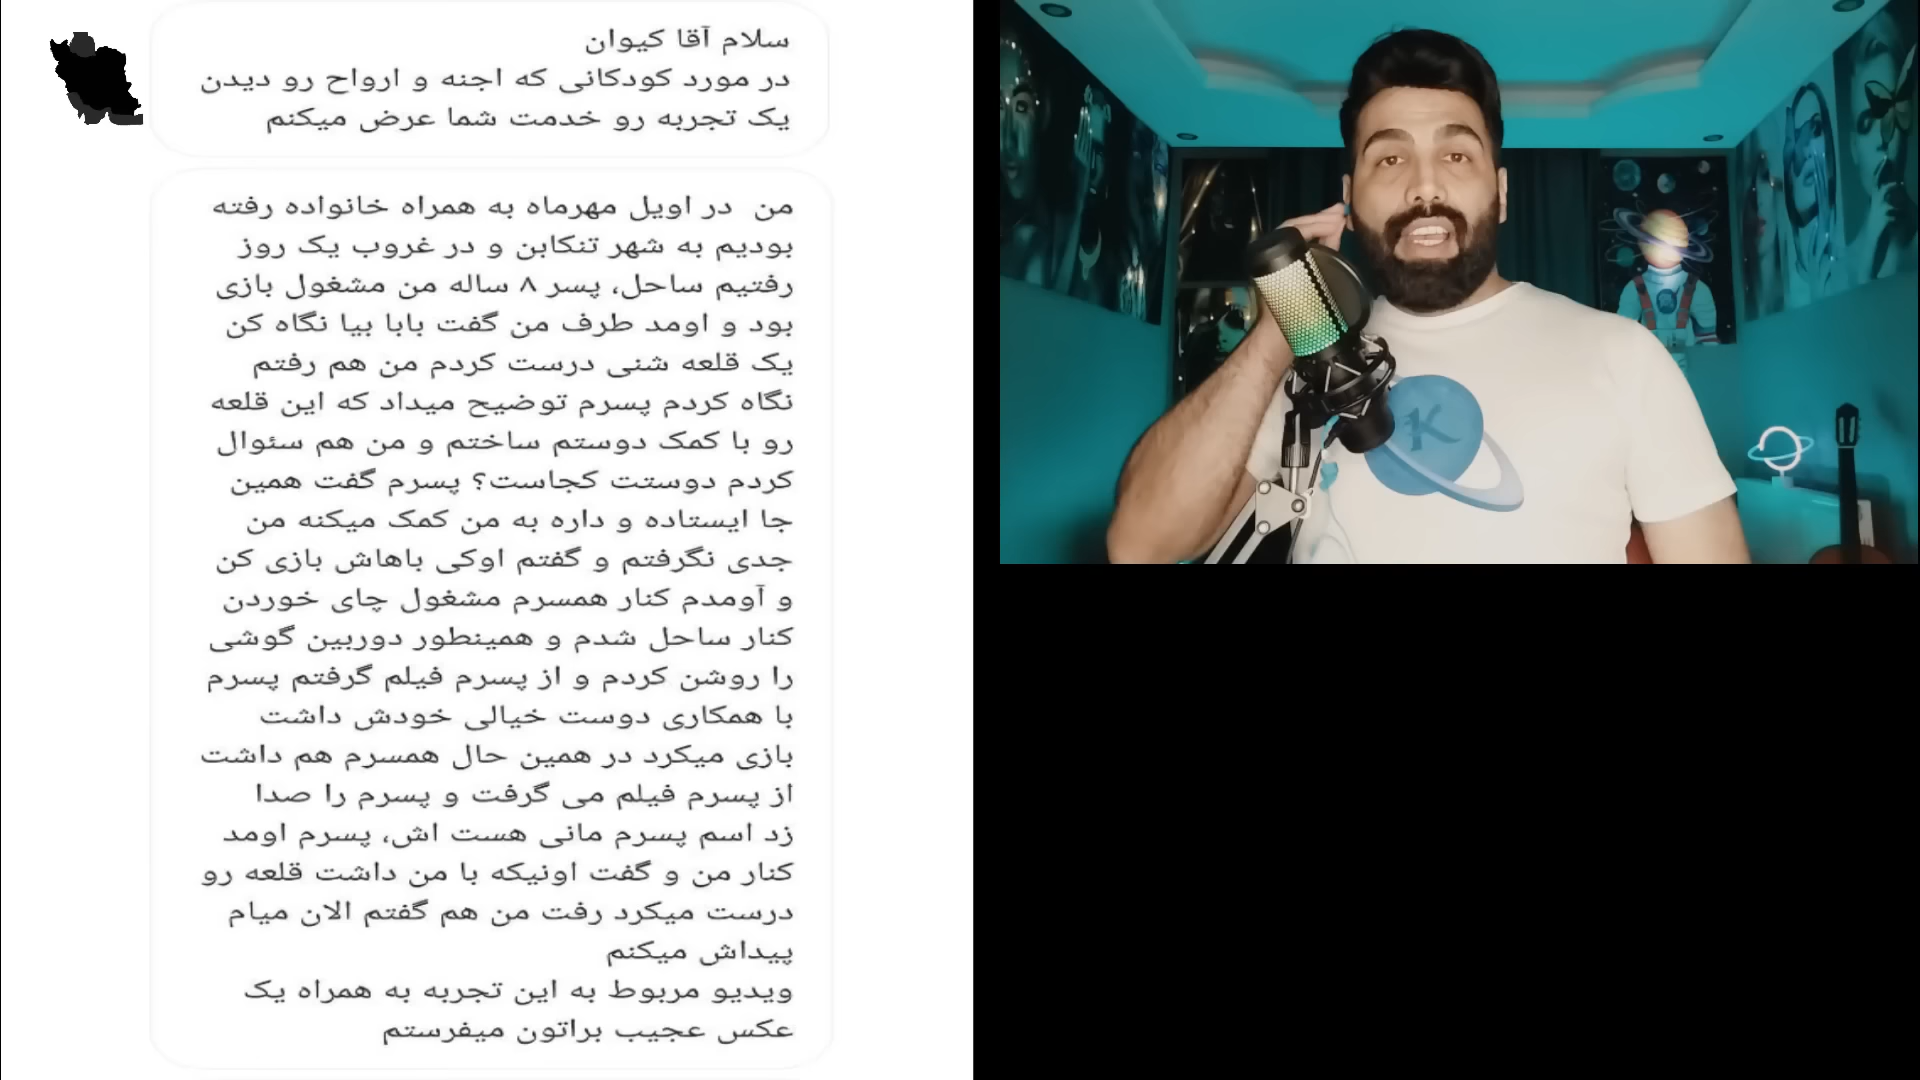 سلام آقا کیوان
در مورد کودکانی که اجنه و ارواح رو دیدن
یک تجربه رو خدمت شما عرض میکنم
من در اویل مهرماه به همراه خانواده رفته
بودیم به شهر تنکابن و در غروب یک روز
رفتیم ساحل، پسر ۸ ساله من مشغول بازی
بود و اومد طرف من گفت بابا بیا نگاه کن
یک قلعه شنی درست کردم من هم رفتم
نگاه کردم پسرم توضیح میداد که این قلعه
رو با کمک دوستم ساختم و من هم سئوال
کردم دوستت کجاست؟ پسرم گفت همین
جا ایستاده و داره به من کمک میکنه من
جدی نگرفتم و گفتم اوکی باهاش بازی کن
و آومدم کنار همسرم مشغول چای خوردن
کنار ساحل شدم و همینطور دوربین گوشی
را روشن کردم و از پسرم فیلم گرفتم پسرم
با همکاری دوست خیالی خودش داشت
بازی میکرد در همین حال همسرم هم داشت
از پسرم فیلم می گرفت و پسرم را صدا
زد اسم پسرم مانی هست اش، پسرم اومد
کنار من و گفت اونیکه با من داشت قلعه رو
درست میکرد رفت من هم گفتم الان میام
پیداش میکنم
ویدیو مربوط به این تجربه به همراه یک
عکس عجیب براتون میفرستم
K